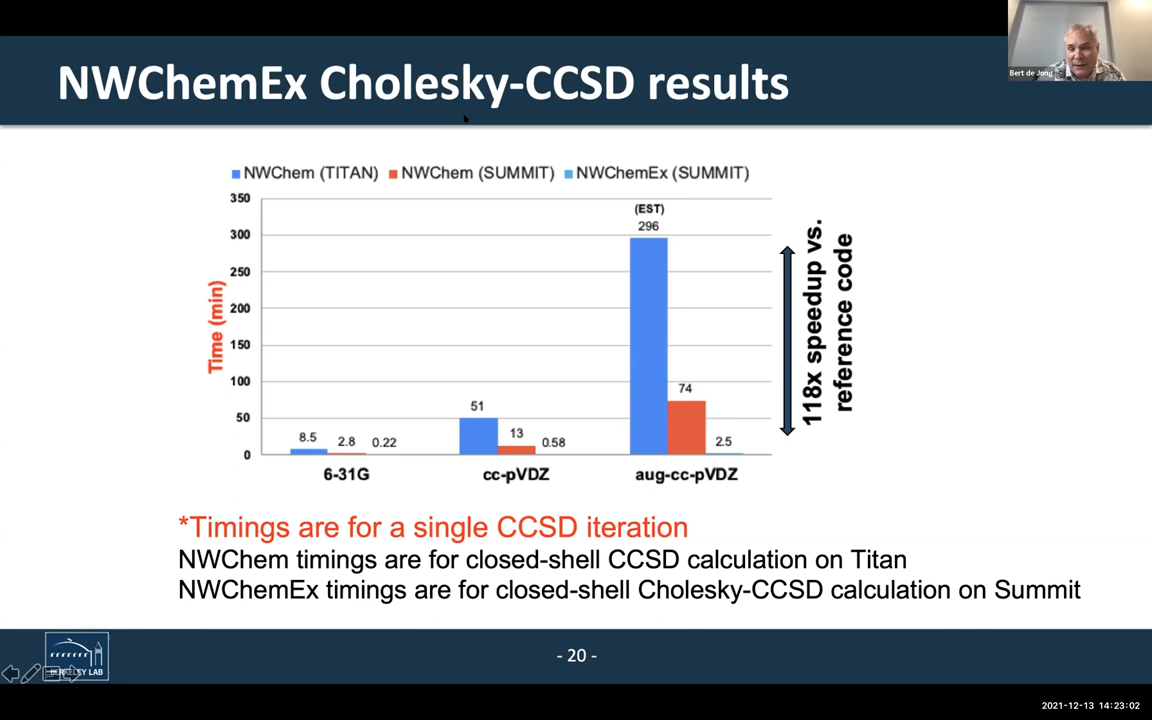 NWChemEx Cholesky-CCSD results
Bert de Jong
NWChem (TITAN) NWChem (SUMMIT) NWChemEx (SUMMIT)
350
300
250
200
150
100
50
0
Time (min)
8.5
2.8
0.22
51
13
0.58
(EST)
296
74
2.5
6-31G
cc-pVDZ
aug-cc-pVDZ
118x speedup vs.
reference code
*Timings are for a single CCSD iteration
NWChem timings are for closed-shell CCSD calculation on Titan
NWChemEx timings are for closed-shell Cholesky-CCSD calculation on Summit
BERKELEY LAB
- 20 -
2021-12-13 14:23:02